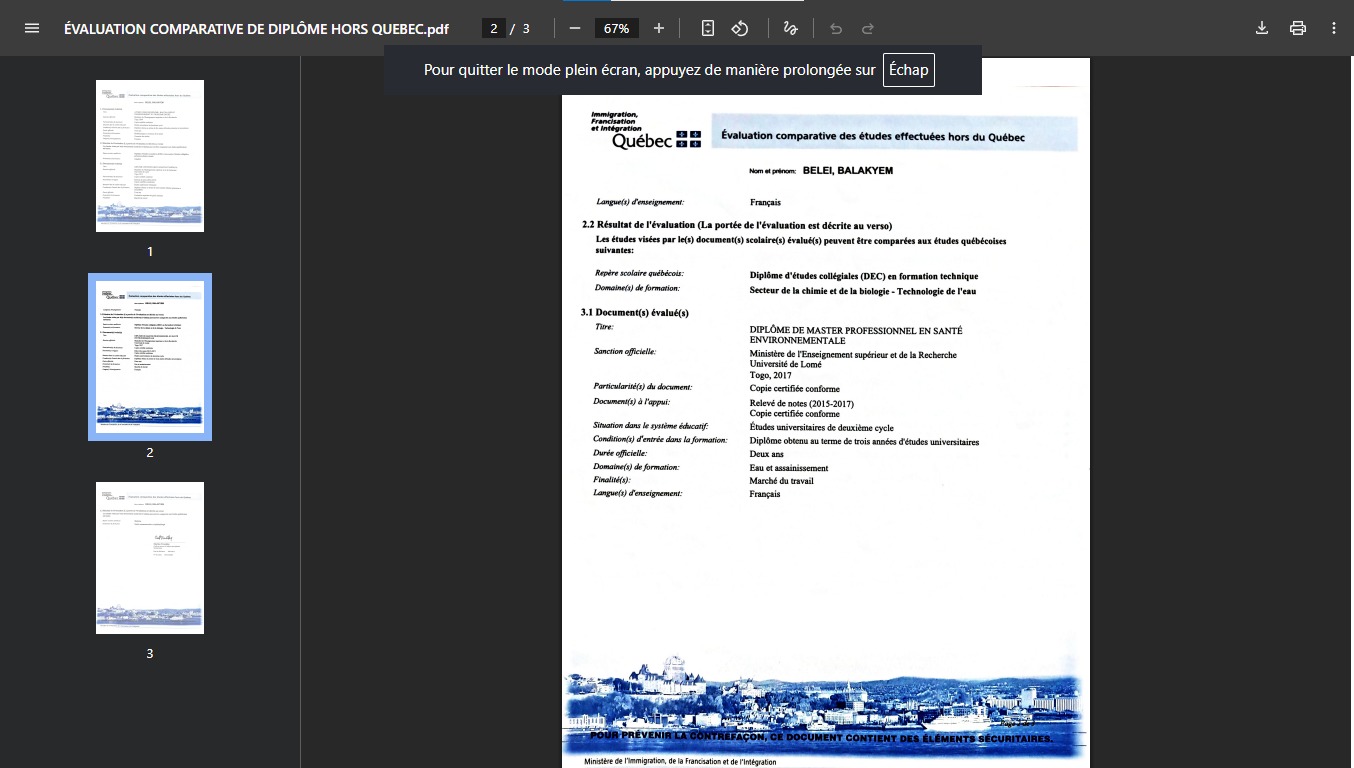 ÉVALUATION COMPARATIVE DE DIPLÔME HORS QUEBEC.pdf
2 / 3
67%
Pour quitter le mode plein écran, appuyez de manière prolongée sur Échap
1
2
3
Immigration,
Francisation
et Intégration
Québec
Évaluation comparative des études effectuées hors du Québec
Nom et prénom: BELEI, BALAKYEM
Langue(s) d'enseignement: Français
2.2 Résultat de l'évaluation (La portée de l'évaluation est décrite au verso)
Les études visées par le(s) document(s) scolaire(s) évalué(s) peuvent être comparées aux études québécoises
suivantes:
Repère scolaire québécois: Diplôme d'études collégiales (DEC) en formation technique
Domaine(s) de formation: Secteur de la chimie et de la biologie - Technologie de l'eau
3.1 Document(s) évalué(s)
Titre: DIPLÔME DE MASTER PROFESSIONNEL EN SANTÉ
ENVIRONNEMENTALE
Sanction officielle: Ministère de l'Enseignement supérieur et de la Recherche
Université de Lomé
Togo, 2017
Particularité(s) du document: Copie certifiée conforme
Document(s) à l'appui: Relevé de notes (2015-2017)
Copie certifiée conforme
Situation dans le système éducatif: Études universitaires de deuxième cycle
Condition(s) d'entrée dans la formation: Diplôme obtenu au terme de trois années d'études universitaires
Durée officielle: Deux ans
Domaine(s) de formation: Eau et assainissement
Finalité(s): Marché du travail
Langue(s) d'enseignement: Français
POUR PRÉVENIR LA CONTREFAÇON, CE DOCUMENT CONTIENT DES ÉLÉMENTS SÉCURITAIRES.
Ministère de l'Immigration, de la Francisation et de l'Intégration